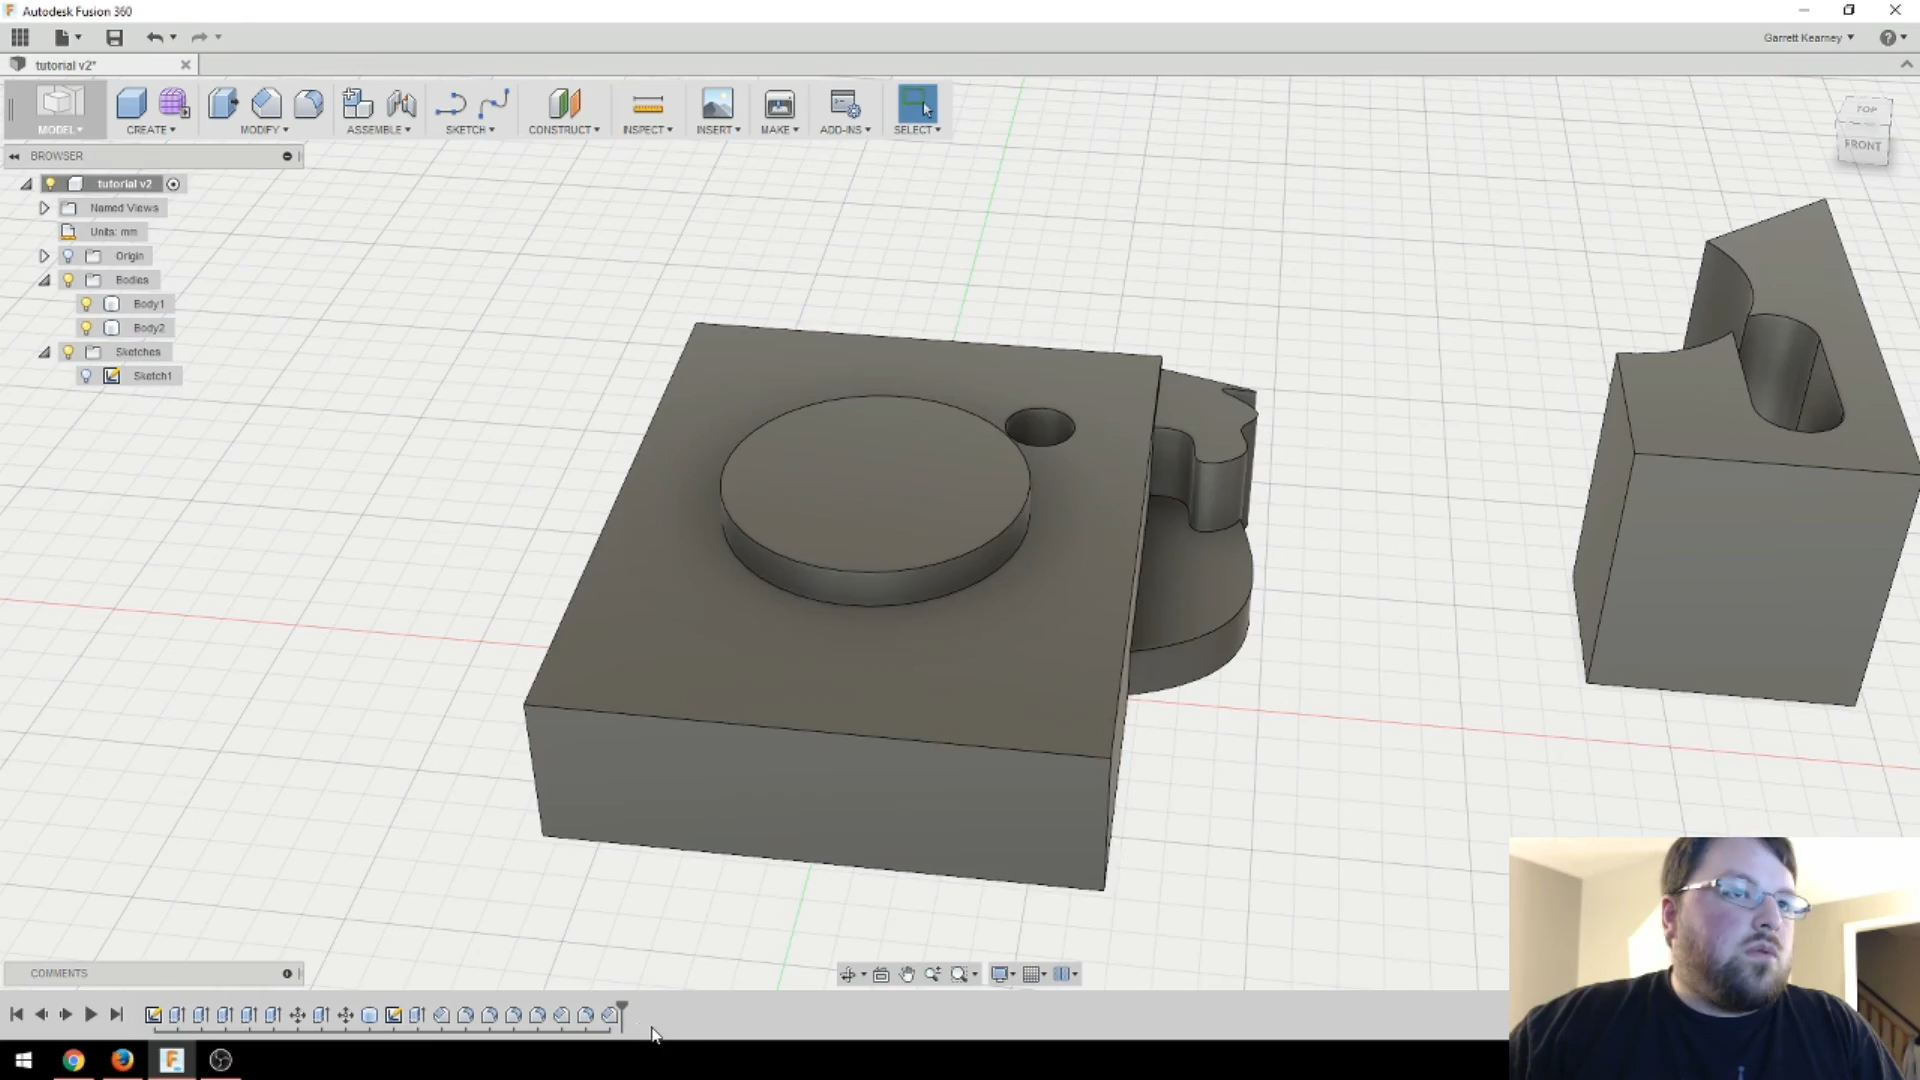 Autodesk Fusion 360
Garrett Kearney
tutorial v2*
MODEL
CREATE
MODIFY
ASSEMBLE
SKETCH
CONSTRUCT
INSPECT
INSERT
MAKE
ADD-INS
SELECT
TOP
FRONT
BROWSER
tutorial v2
Named Views
Units: mm
Origin
Bodies
Body1
Body2
Sketches
Sketch1
COMMENTS